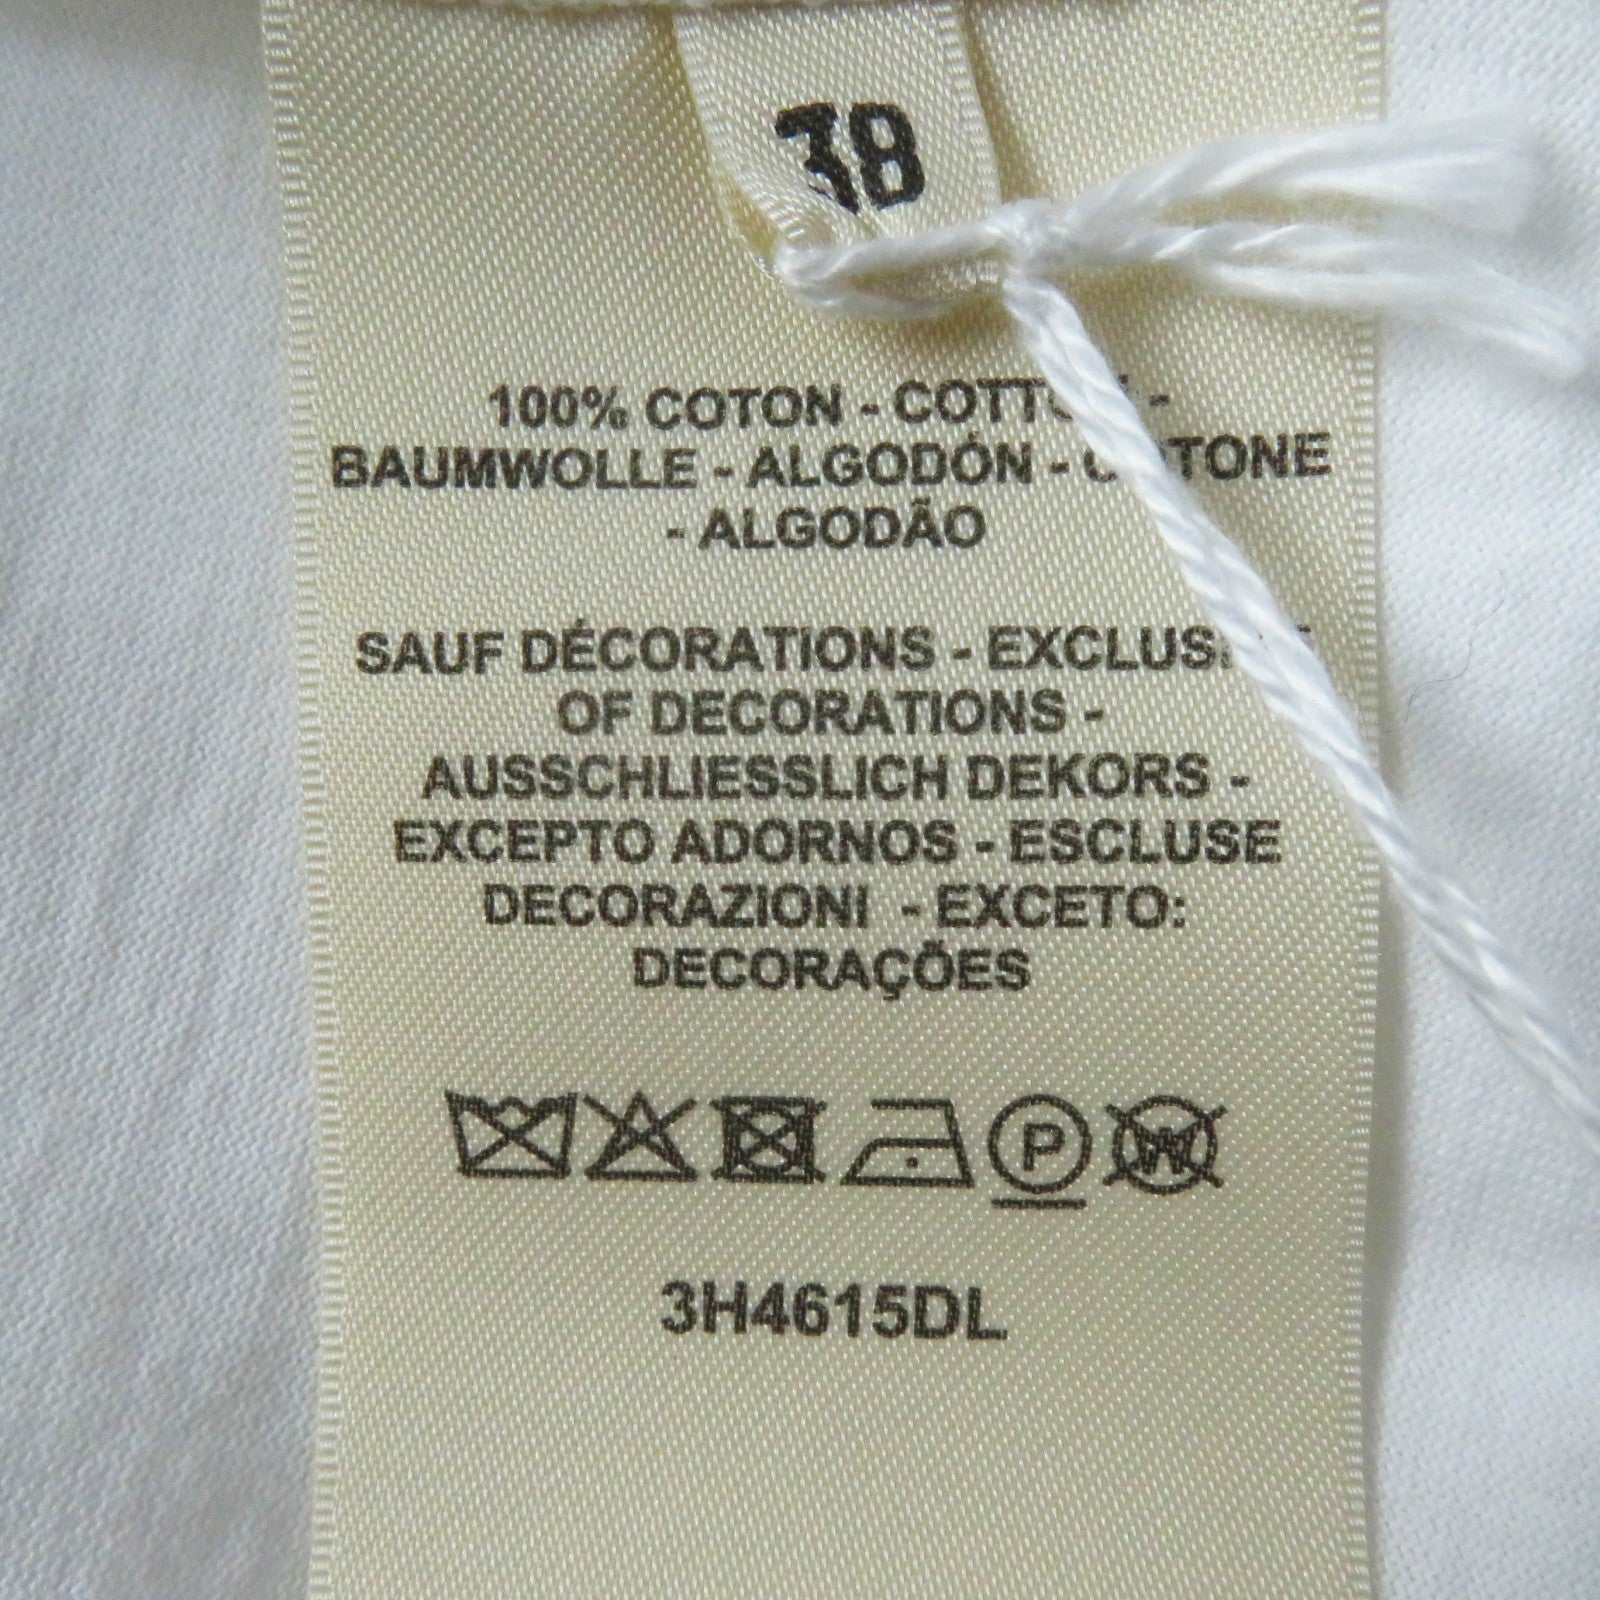 38
100% COTON - -
BAUMWOLLE - ALGODÓN -
- ALGODÃO
SAUF DÉCORATIONS -
OF DECORATIONS -
AUSSCHLIESSLICH DEKORS -
EXCEPTO ADORNOS - ESCLUSE
DECORAZIONI - EXCETO:
DECORAÇÕES
P W
3H4615DL